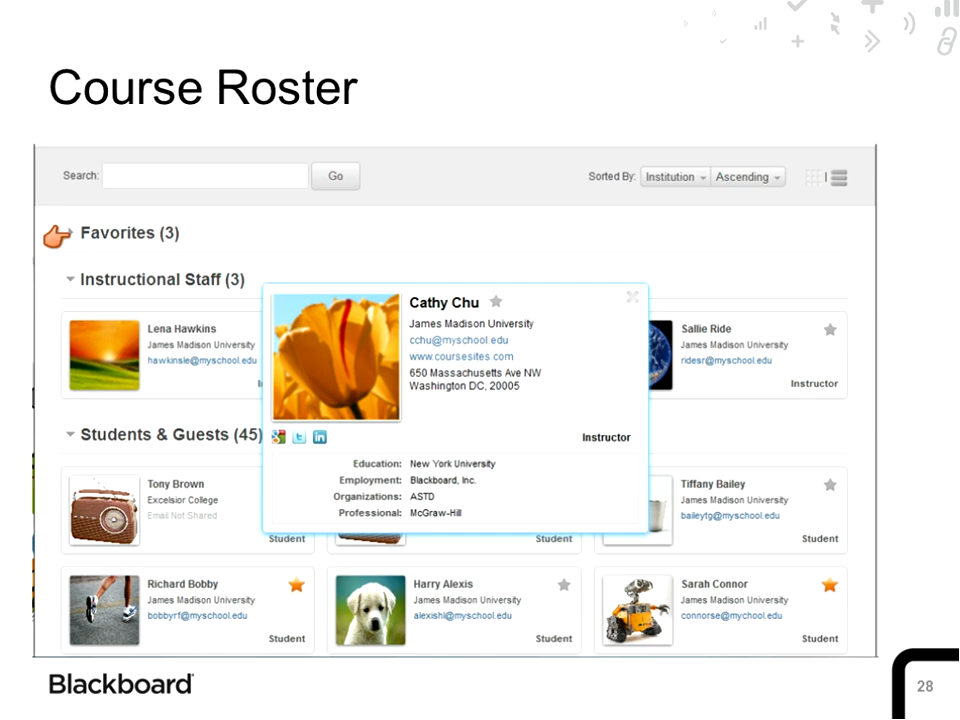 Course Roster
Search:
Go
Sorted By: Institution Ascending
Favorites (3)
Instructional Staff (3)
Lena Hawkins
James Madison University
hawkinsle@myschool.edu
Cathy Chu
James Madison University
cchu@myschool.edu
www.coursesites.com
650 Massachusetts Ave NW
Washington DC, 20005
Instructor
Education: New York University
Employment: Blackboard, Inc.
Organizations: ASTD
Professional: McGraw-Hill
Sallie Ride
James Madison University
ridesr@myschool.edu
Instructor
Students & Guests (45)
Tony Brown
Excelsior College
Email Not Shared
Student
Student
Tiffany Bailey
James Madison University
baileytg@myschool.edu
Student
Richard Bobby
James Madison University
bobbyrf@myschool.edu
Student
Harry Alexis
James Madison University
alexishl@myschool.edu
Student
Sarah Connor
James Madison University
connorse@myschool.edu
Student
Blackboard
28